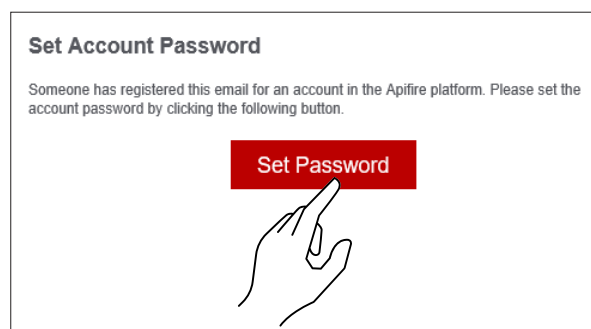 Set Account Password
Someone has registered this email for an account in the Apifire platform. Please set the
account password by clicking the following button.
Set Password